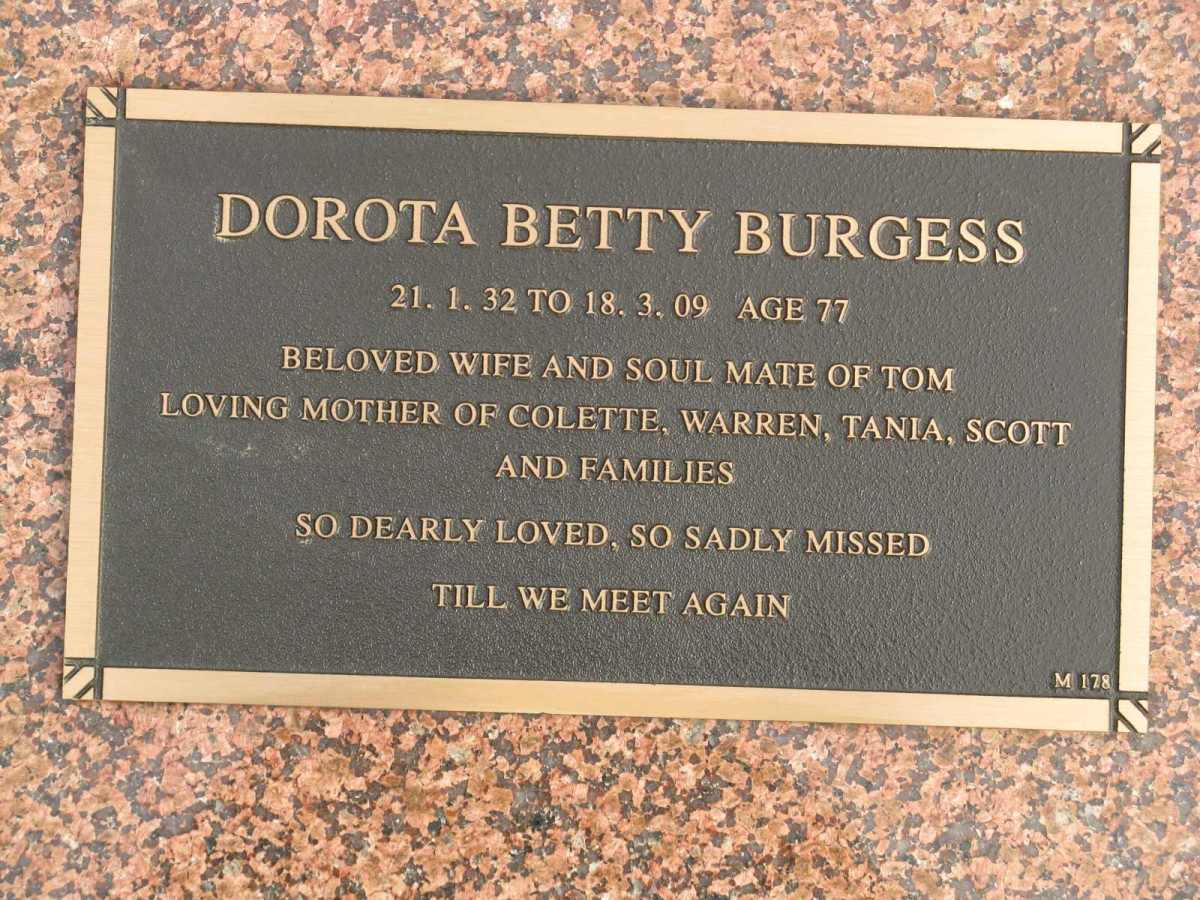 DOROTA BETTY BURGESS
21. 1. 32 TO 18. 3. 09 AGE 77
BELOVED WIFE AND SOUL MATE OF TOM
LOVING MOTHER OF COLETTE, WARREN, TANIA, SCOTT
AND FAMILIES
SO DEARLY LOVED, SO SADLY MISSED
TILL WE MEET AGAIN
M 178